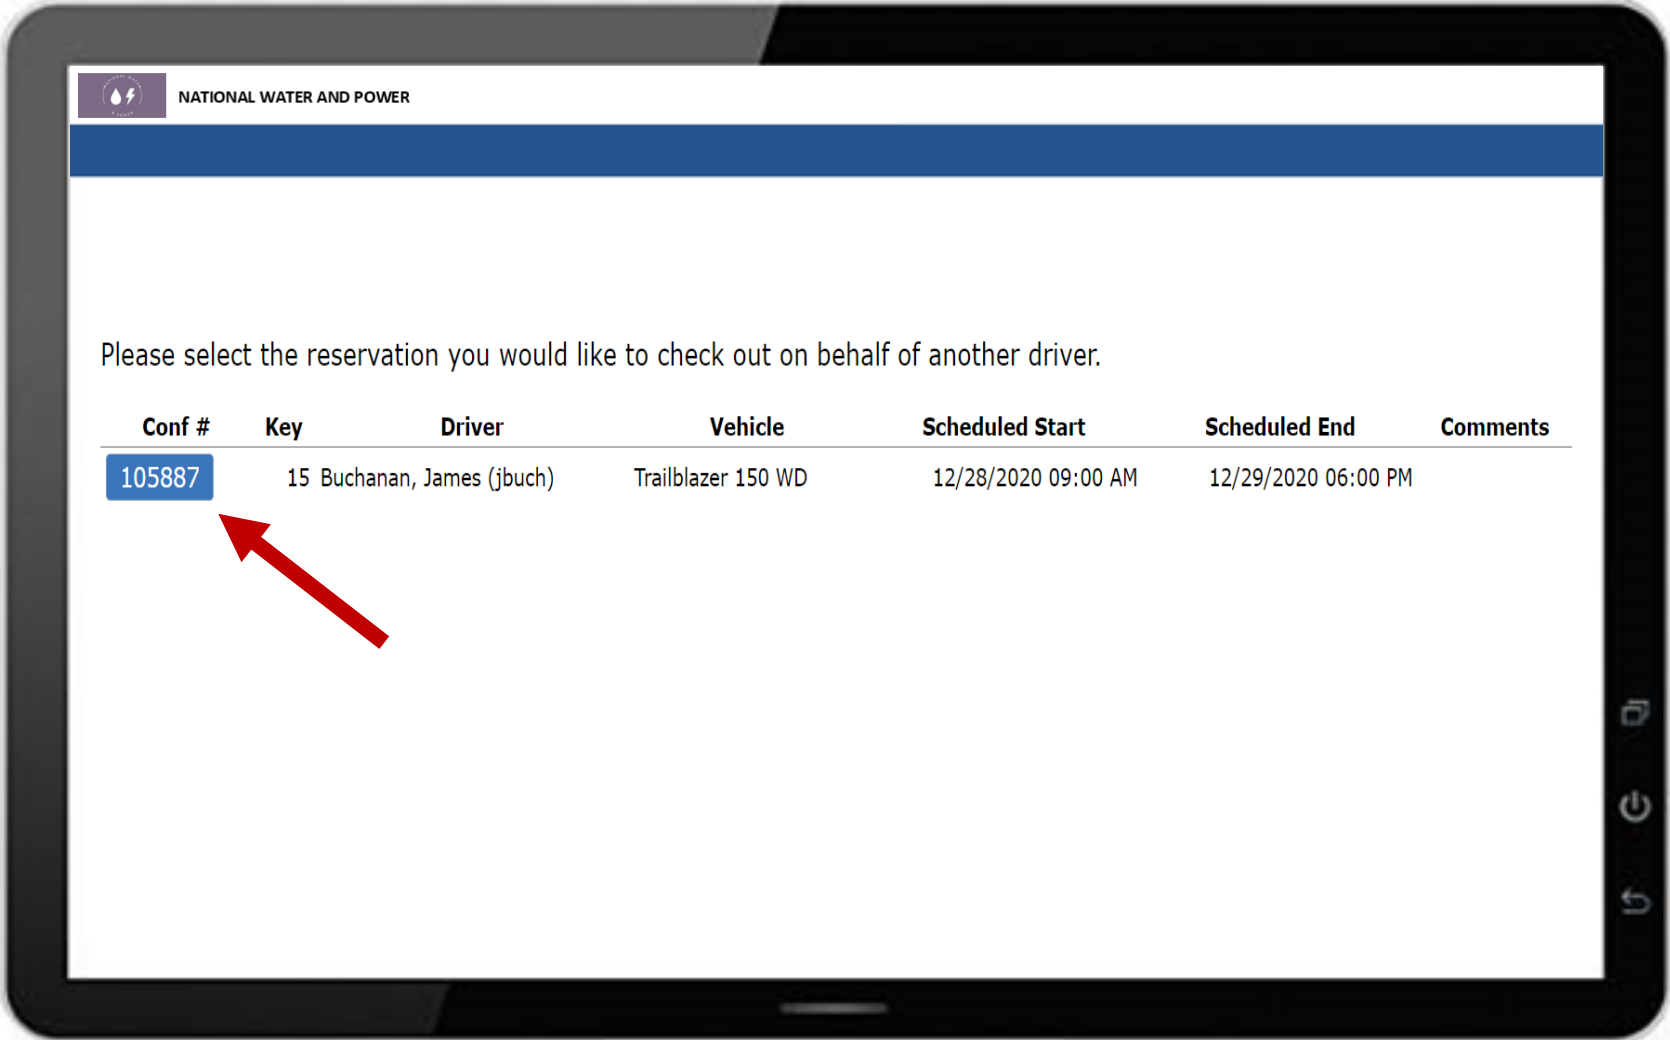 NATIONAL WATER AND POWER
Please select the reservation you would like to check out on behalf of another driver.
Conf # Key Driver Vehicle Scheduled Start Scheduled End Comments
105887 15 Buchanan, James (jbuch) Trailblazer 150 WD 12/28/2020 09:00 AM 12/29/2020 06:00 PM